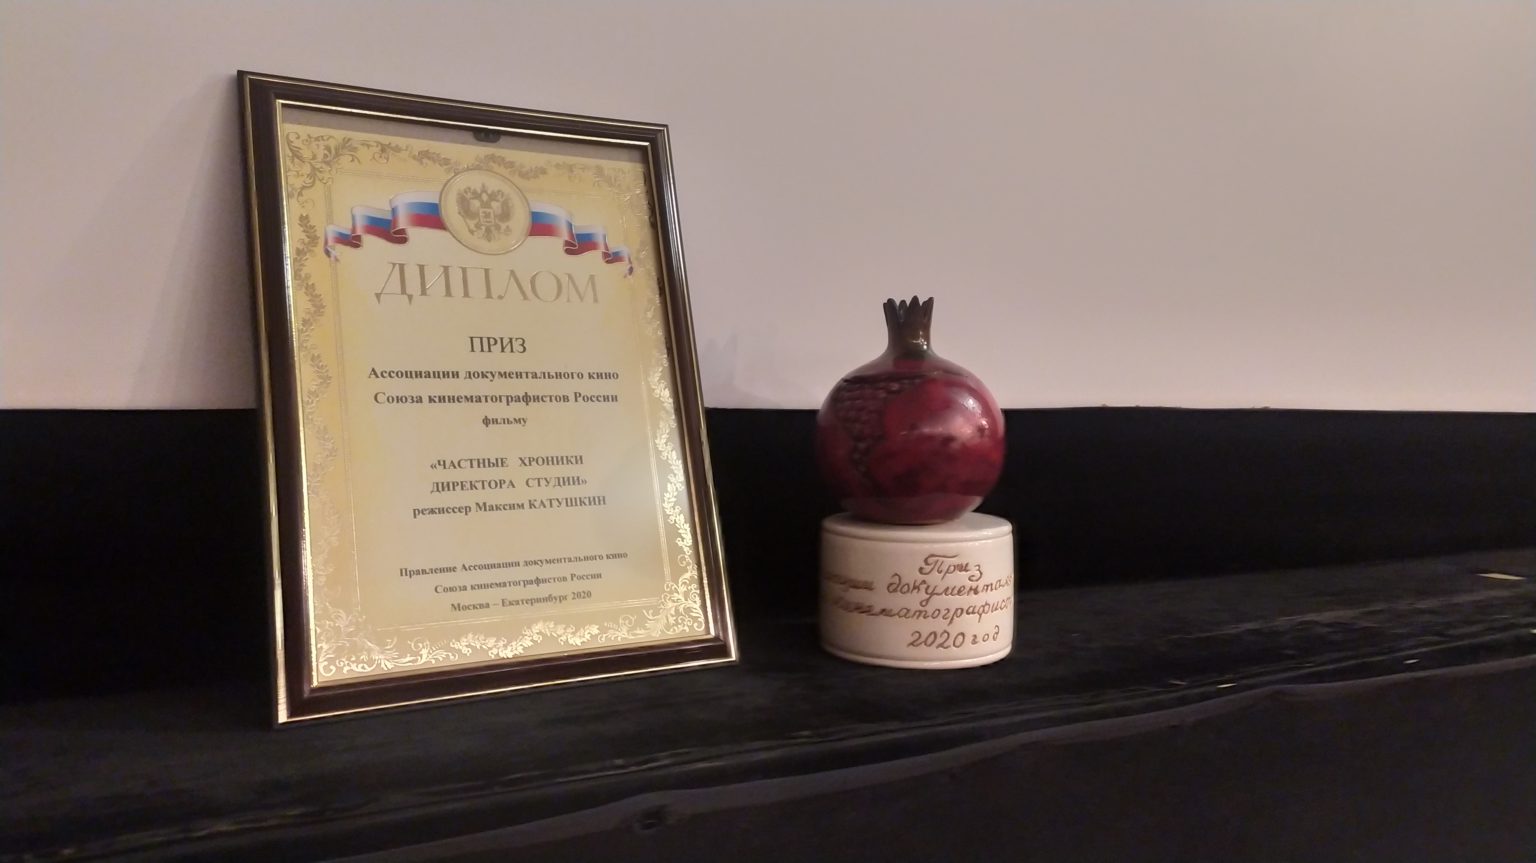 ДИПЛОМ
ПРИЗ
Ассоциации документального кино
Союза кинематографистов России
фильму
«ЧАСТНЫЕ ХРОНИКИ
ДИРЕКТОРА СТУДИИ»
режиссер Максим КАТУШКИН
Правление Ассоциации документального кино
Союза кинематографистов России
Москва – Екатеринбург 2020
Приз
документаль
кинематографист
2020 год